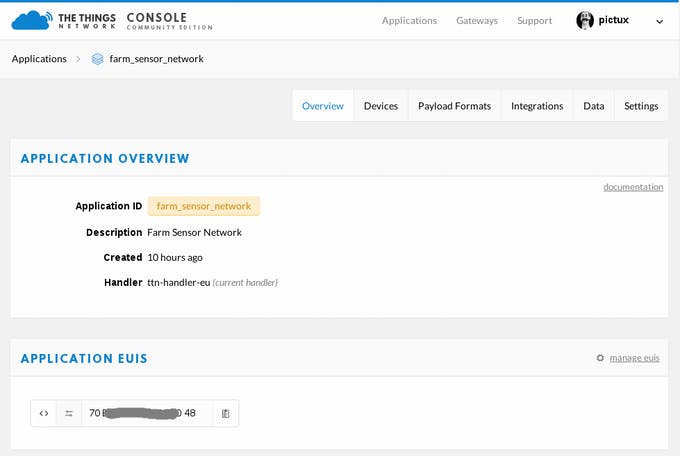 THE THINGS NETWORK CONSOLE COMMUNITY EDITION
Applications Gateways Support pictux
Applications farm_sensor_network
Overview Devices Payload Formats Integrations Data Settings
APPLICATION OVERVIEW
documentation
Application ID farm_sensor_network
Description Farm Sensor Network
Created 10 hours ago
Handler ttn-handler-eu (current handler)
APPLICATION EUIS
manage euis
70 48